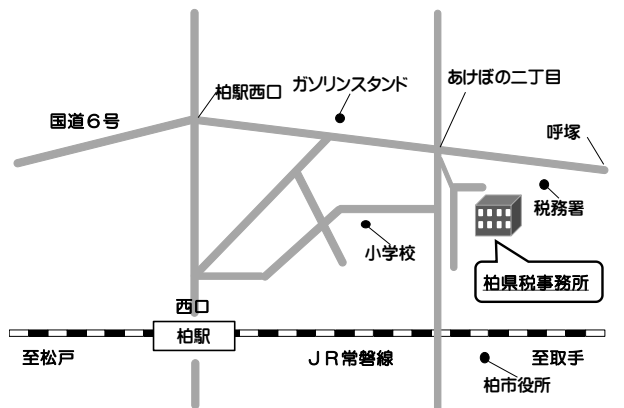 あけぼの二丁目
ガソリンスタンド
柏駅西口
国道6号
呼塚
税務署
小学校
柏県税事務所
西口
柏駅
至松戸
JR常磐線
至取手
柏市役所